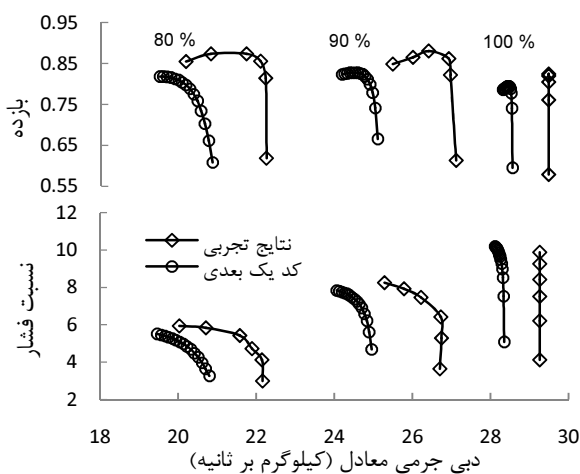 0.95
80 %
90 %
100 %
0.85
0.75
0.65
0.55
بازده
12
10
8
6
4
2
نسبت فشار
نتایج تجربی
کد یک بعدی
18 20 22 24 26 28 30
دبی جرمی معادل (کیلوگرم بر ثانیه)